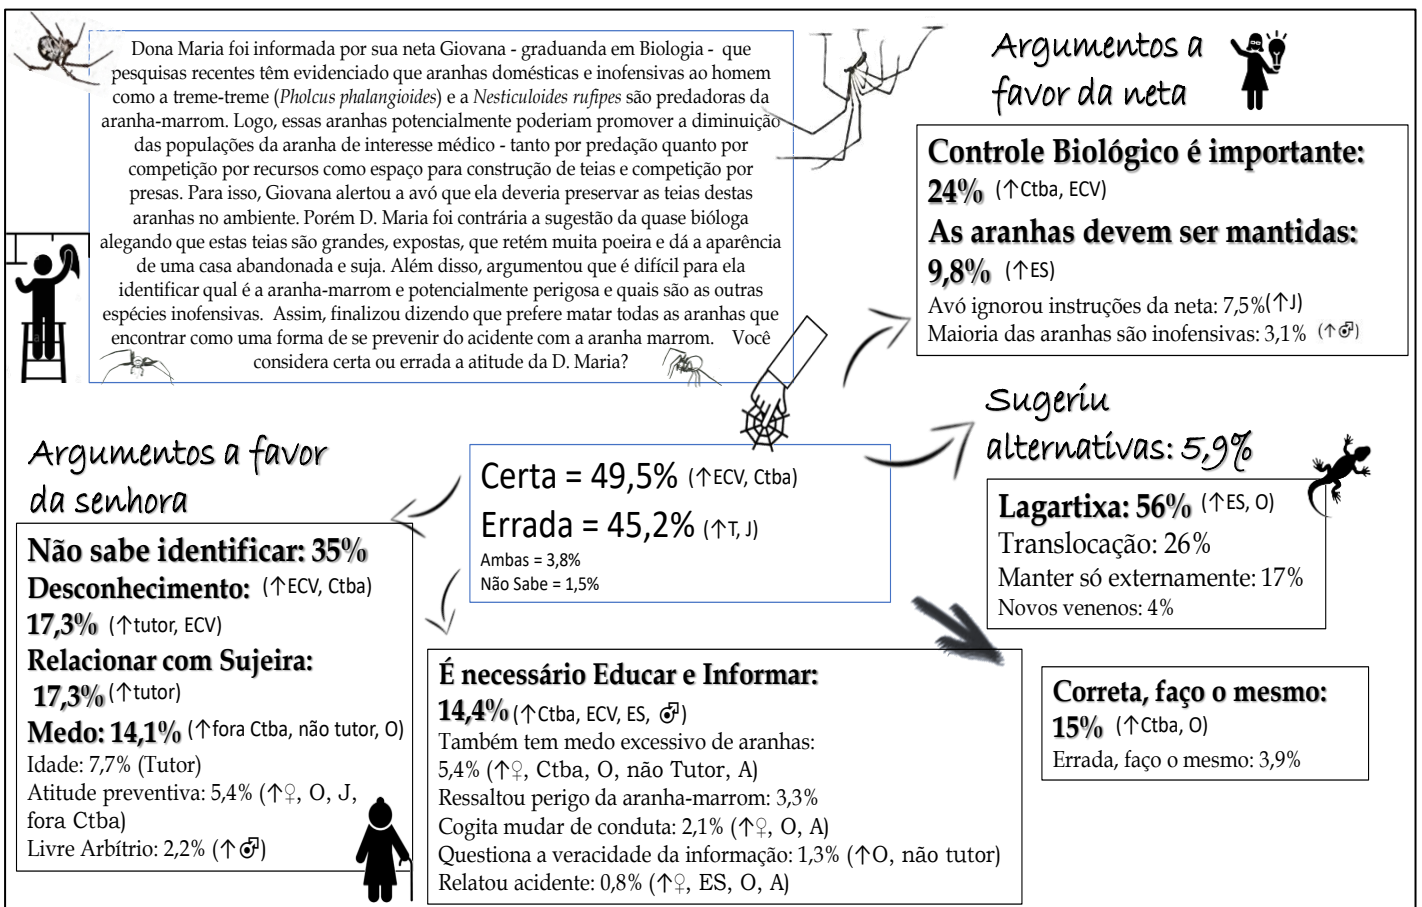 Dona Maria foi informada por sua neta Giovana - graduanda em Biologia - que
pesquisas recentes têm evidenciado que aranhas domésticas e inofensivas ao homem
como a treme-treme (Pholcus phalangioides) e a Nesticuloides rufipes são predadoras da
aranha-marrom. Logo, essas aranhas potencialmente poderiam promover a diminuição
das populações da aranha de interesse médico - tanto por predação quanto por
competição por recursos como espaço para construção de teias e competição por
presas. Para isso, Giovana alertou a avó que ela deveria preservar as teias destas
aranhas no ambiente. Porém D. Maria foi contrária a sugestão da quase bióloga
alegando que estas teias são grandes, expostas, que retém muita poeira e dá a aparência
de uma casa abandonada e suja. Além disso, argumentou que é difícil para ela
identificar qual é a aranha-marrom e potencialmente perigosa e quais são as outras
espécies inofensivas. Assim, finalizou dizendo que prefere matar todas as aranhas que
encontrar como uma forma de se prevenir do acidente com a aranha marrom. Você
considera certa ou errada a atitude da D. Maria?
Argumentos a
favor da neta
Controle Biológico é importante:
24% (↑Ctba, ECV)
As aranhas devem ser mantidas:
9,8% (↑ES)
Avó ignorou instruções da neta: 7,5%(↑J)
Maioria das aranhas são inofensivas: 3,1% (↑♂)
Sugeriu
alternativas: 5,9%
Lagartixa: 56% (↑ES, O)
Translocação: 26%
Manter só externamente: 17%
Novos venenos: 4%
Certa = 49,5% (↑ECV, Ctba)
Errada = 45,2% (↑T, J)
Ambas = 3,8%
Não Sabe = 1,5%
Argumentos a favor
da senhora
Não sabe identificar: 35%
Desconhecimento: (↑ECV, Ctba)
17,3% (↑tutor, ECV)
Relacionar com Sujeira:
17,3% (↑tutor)
Medo: 14,1% (↑fora Ctba, não tutor, O)
Idade: 7,7% (Tutor)
Atitude preventiva: 5,4% (↑♀, O, J,
fora Ctba)
Livre Arbítrio: 2,2% (↑♂)
É necessário Educar e Informar:
14,4% (↑Ctba, ECV, ES, ♂)
Também tem medo excessivo de aranhas:
5,4% (↑♀, Ctba, O, não Tutor, A)
Ressaltou perigo da aranha-marrom: 3,3%
Cogita mudar de conduta: 2,1% (↑♀, O, A)
Questiona a veracidade da informação: 1,3% (↑O, não tutor)
Relatou acidente: 0,8% (↑♀, ES, O, A)
Correta, faço o mesmo:
15% (↑Ctba, O)
Errada, faço o mesmo: 3,9%